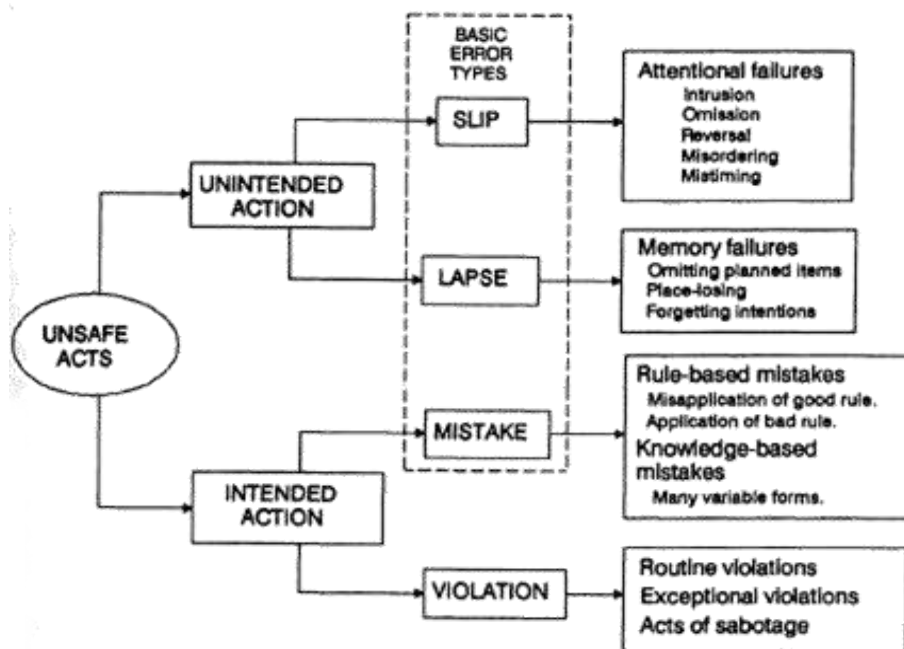 BASIC
ERROR
TYPES
SLIP
Attentional failures
Intrusion
Omission
Reversal
Misordering
Mistiming
UNINTENDED
ACTION
LAPSE
Memory failures
Omitting planned items
Place-losing
Forgetting intentions
UNSAFE
ACTS
MISTAKE
Rule-based mistakes
Misapplication of good rule.
Application of bad rule.
Knowledge-based
mistakes
Many variable forms.
INTENDED
ACTION
VIOLATION
Routine violations
Exceptional violations
Acts of sabotage